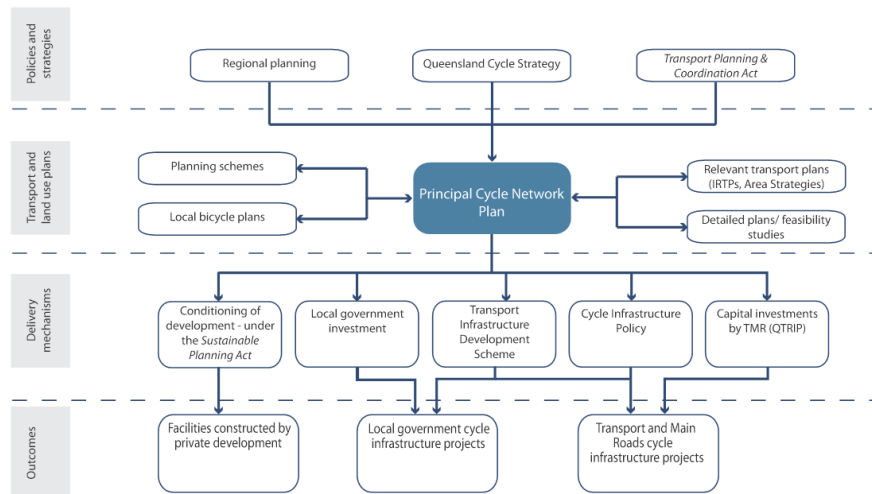 Policies and
strategies
Regional planning
Queensland Cycle Strategy
Transport Planning &
Coordination Act
Transport and
land use plans
Planning schemes
Local bicycle plans
Principal Cycle Network
Plan
Relevant transport plans
(IRTPs, Area Strategies)
Detailed plans/ feasibility
studies
Delivery
mechanisms
Conditioning of
development - under
the Sustainable
Planning Act
Local government
investment
Transport
Infrastructure
Development
Scheme
Cycle Infrastructure
Policy
Capital investments
by TMR (QTRIP)
Outcomes
Facilities constructed by
private development
Local government cycle
infrastructure projects
Transport and Main
Roads cycle
infrastructure projects